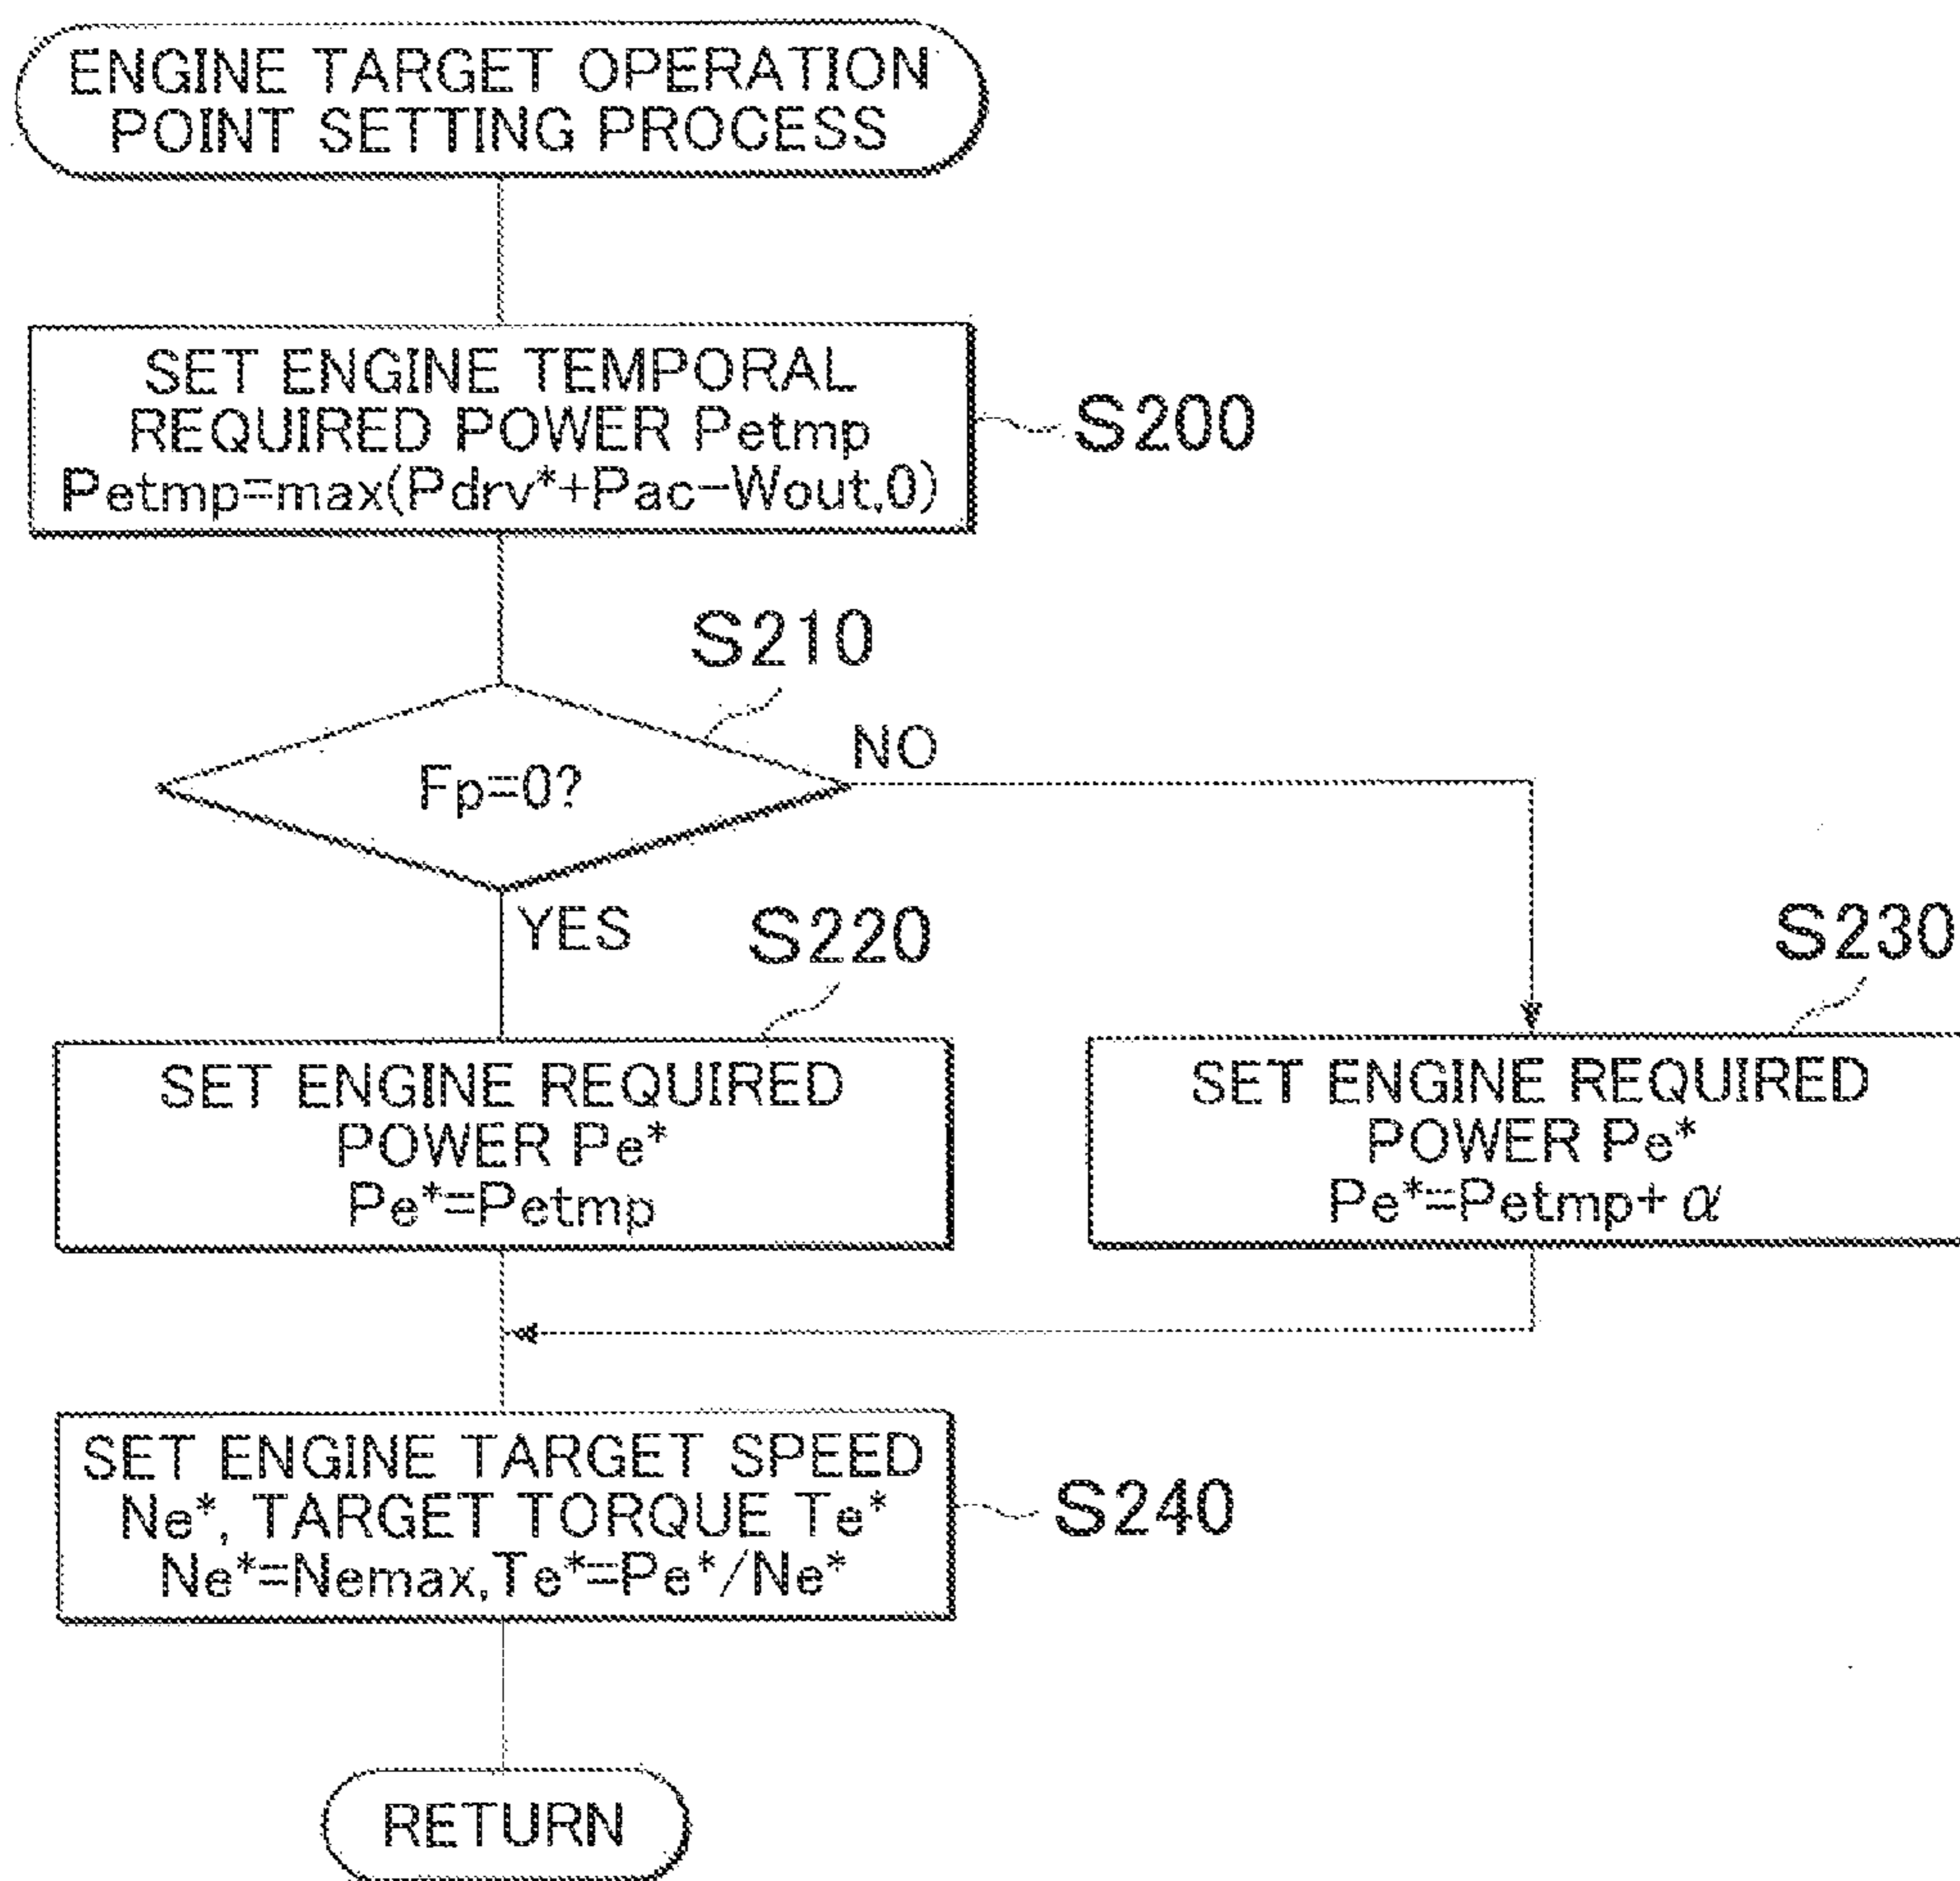 ENGINE TARGET OPERATION
POINT SETTING PROCESS
SET ENGINE TEMPORAL
REQUIRED POWER Petmp
Petmp=max(Pdrv*+Pac-Wout,0)
S200
S210
Fp=0?
NO
YES
S220
SET ENGINE REQUIRED
POWER Pe*
Pe*=Petmp
S230
SET ENGINE REQUIRED
POWER Pe*
Pe*=Petmp+α
SET ENGINE TARGET SPEED
Ne*, TARGET TORQUE Te*
Ne*=Nemax,Te*=Pe*/Ne*
S240
RETURN